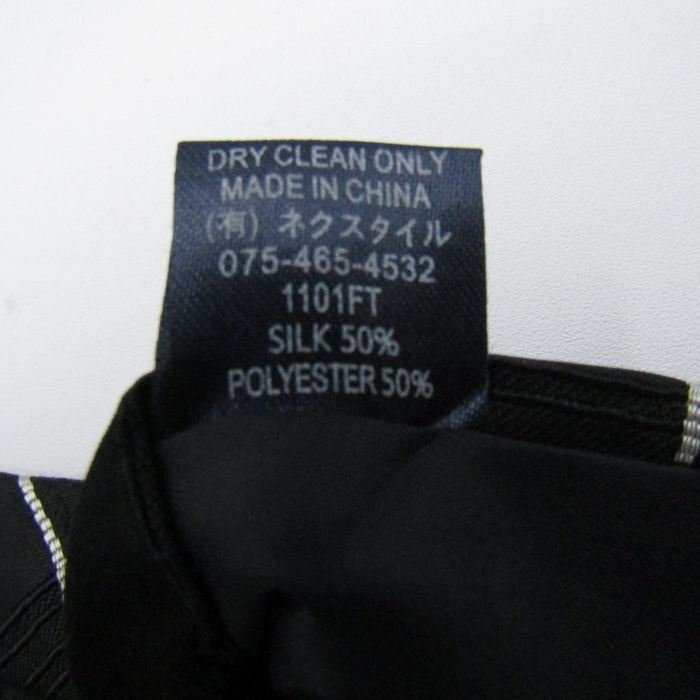 DRY CLEAN ONLY
MADE IN CHINA
(有) ネクスタイル
075-465-4532
1101FT
SILK 50%
POLYESTER 50%